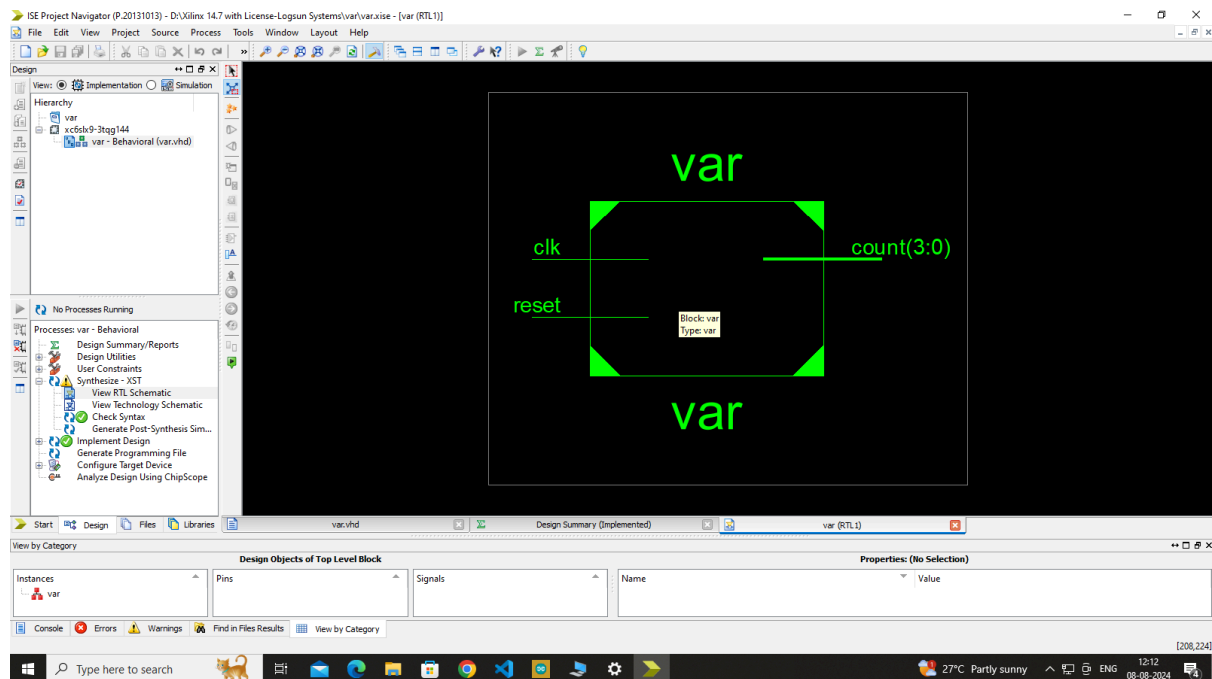 ISE Project Navigator (P.20131013) - D:\Xilinx 14.7 with License-Logsun Systems\var\var.xise - [var (RTL1)]
File Edit View Project Source Process Tools Window Layout Help
Design
View: Implementation Simulation
Hierarchy
var
xc6slx9-3tqg144
var - Behavioral (var.vhd)
No Processes Running
Processes: var - Behavioral
Design Summary/Reports
Design Utilities
User Constraints
Synthesize - XST
View RTL Schematic
View Technology Schematic
Check Syntax
Generate Post-Synthesis Sim...
Implement Design
Generate Programming File
Configure Target Device
Analyze Design Using ChipScope
var
clk
count(3:0)
reset
Block: var
Type: var
var
Start Design Files Libraries
var.vhd Design Summary (Implemented) var (RTL1)
View by Category
Design Objects of Top Level Block
Properties: (No Selection)
Instances Pins Signals Name Value
var
Console Errors Warnings Find in Files Results View by Category
[208,224]
Type here to search
27°C Partly sunny
ENG
12:12
08-08-2024
4